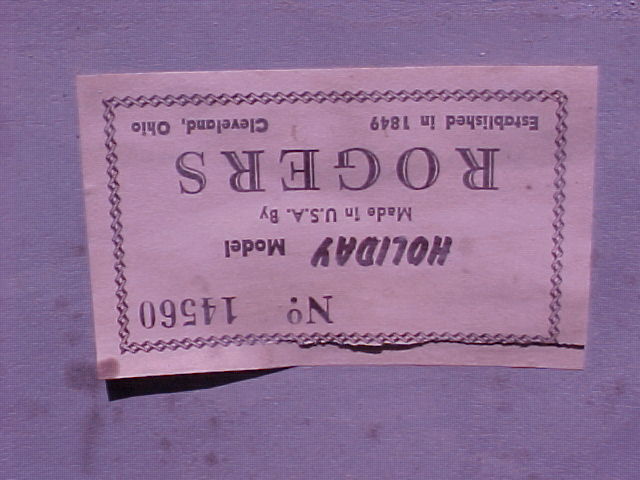 Nº 14560
HOLIDAY Model
Made in U.S.A. By
ROGERS
Established in 1849 Cleveland, Ohio